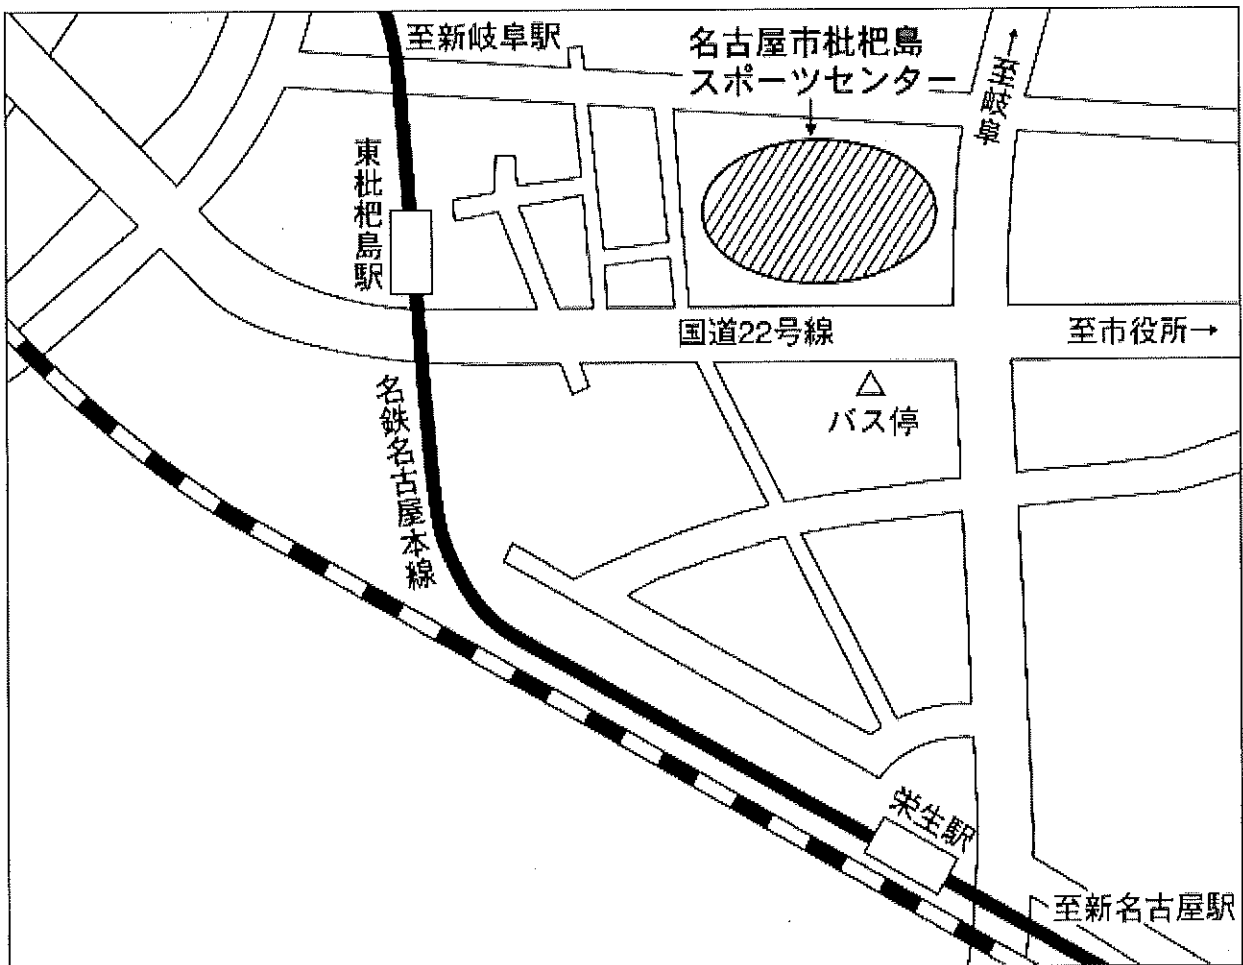 至新岐阜駅
名古屋市枇杷島
スポーツセンター
↑至岐阜
東枇杷島駅
国道22号線
至市役所→
バス停
名鉄名古屋本線
栄生駅
至新名古屋駅